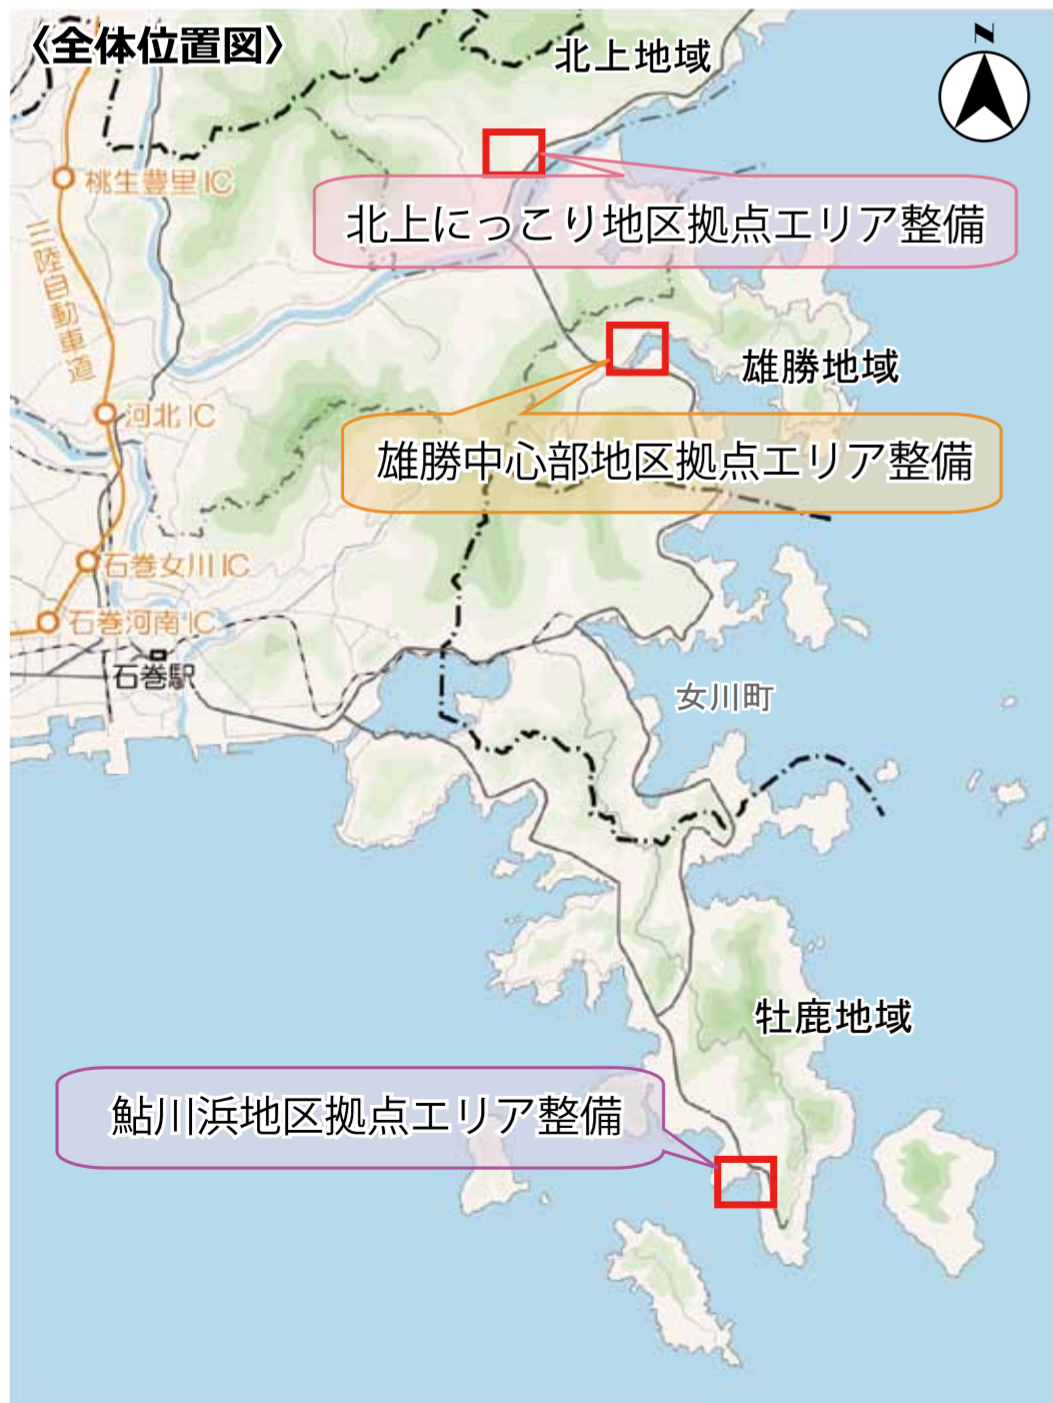 〈全体位置図〉
北上地域
N
桃生豊里IC
北上にっこり地区拠点エリア整備
三陸自動車道
雄勝地域
河北IC
雄勝中心部地区拠点エリア整備
石巻女川IC
石巻河南IC
石巻駅
女川町
牡鹿地域
鮎川浜地区拠点エリア整備